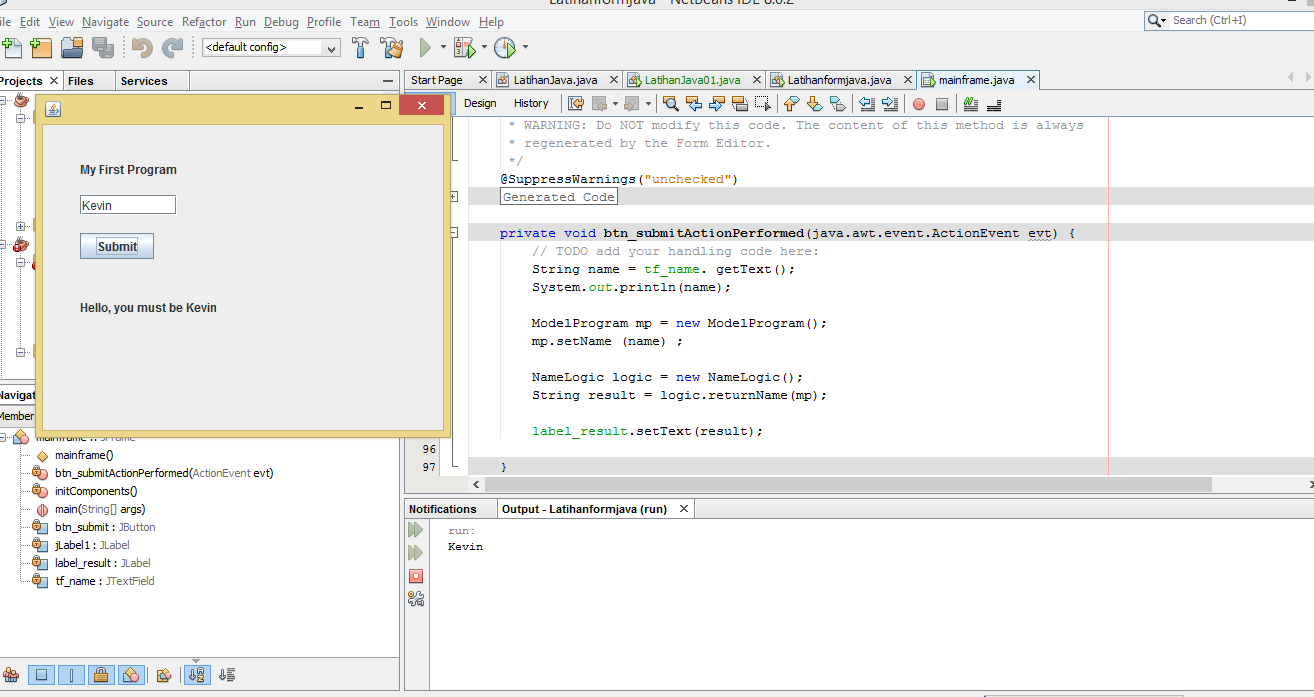 Latihanformjava - NetBeans IDE 8.0.2
Edit View Navigate Source Refactor Run Debug Profile Team Tools Window Help
Search (Ctrl+I)
<default config>
Projects Files Services
Start Page LatihanJava.java LatihanJava01.java Latihanformjava.java mainframe.java
Design History
My First Program
Kevin
Submit
Hello, you must be Kevin
* WARNING: Do NOT modify this code. The content of this method is always
* regenerated by the Form Editor.
*/
@SuppressWarnings("unchecked")
Generated Code
private void btn_submitActionPerformed(java.awt.event.ActionEvent evt) {
// TODO add your handling code here:
String name = tf_name. getText();
System.out.println(name);
ModelProgram mp = new ModelProgram();
mp.setName (name) ;
NameLogic logic = new NameLogic();
String result = logic.returnName(mp);
label_result.setText(result);
96
97 }
mainframe :: JFrame
mainframe()
btn_submitActionPerformed(ActionEvent evt)
initComponents()
main(String[] args)
btn_submit : JButton
jLabel1 : JLabel
label_result : JLabel
tf_name : JTextField
Notifications Output - Latihanformjava (run)
run:
Kevin